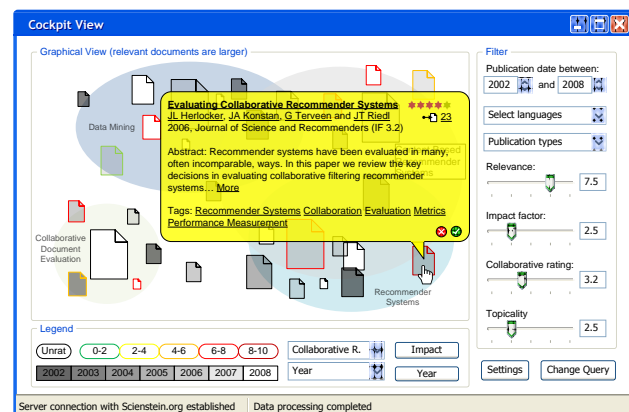 Cockpit View
Graphical View (relevant documents are larger)
Data Mining
Evaluating Collaborative Recommender Systems
JL Herlocker, JA Konstan, G Terveen and JT Riedl
23
2006, Journal of Science and Recommenders (IF 3.2)
Abstract: Recommender systems have been evaluated in many,
often incomparable, ways. In this paper we review the key
decisions in evaluating collaborative filtering recommender
systems... More
Tags: Recommender Systems Collaboration Evaluation Metrics
Performance Measurement
Collaborative
Document
Evaluation
Recommender
Systems
Filter
Publication date between:
2002 and 2008
Select languages
Publication types
Relevance:
7.5
Impact factor:
2.5
Collaborative rating:
3.2
Topicality
2.5
Settings
Change Query
Legend
Unrat 0-2 2-4 4-6 6-8 8-10
Collaborative R.
Impact
2002 2003 2004 2005 2006 2007 2008
Year
Year
Server connection with Scienstein.org established
Data processing completed